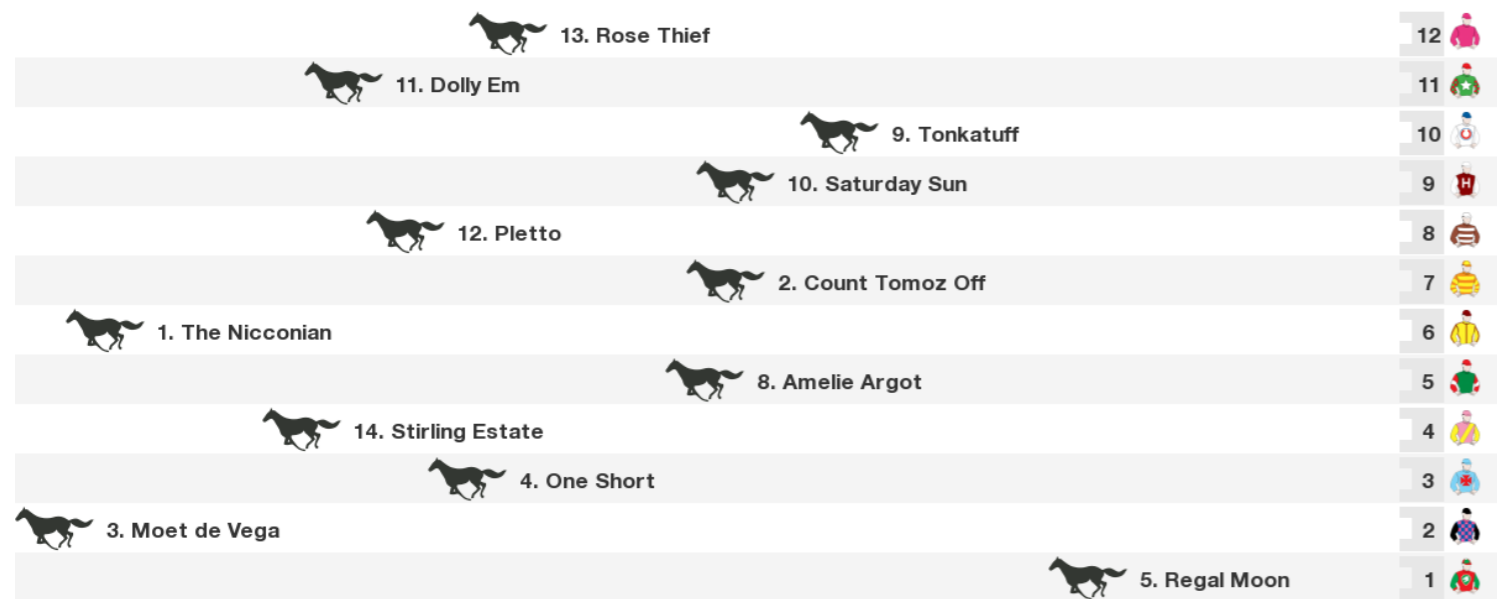 13. Rose Thief 12
11. Dolly Em 11
9. Tonkatuff 10
10. Saturday Sun 9
H
12. Pletto 8
2. Count Tomoz Off 7
1. The Nicconian 6
8. Amelie Argot 5
14. Stirling Estate 4
4. One Short 3
3. Moet de Vega 2
5. Regal Moon 1